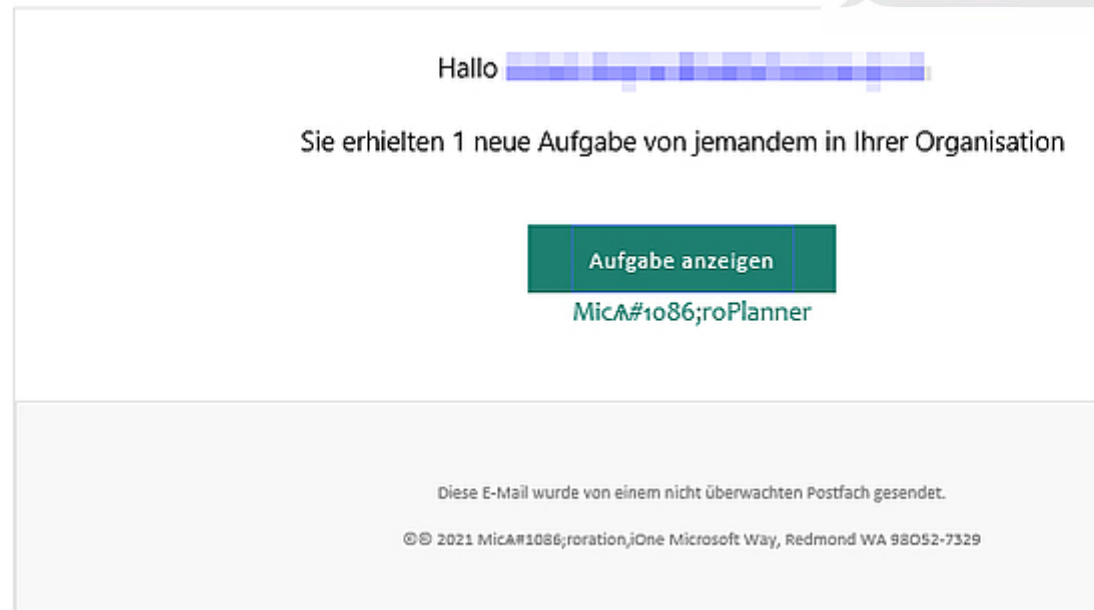 Hallo
Sie erhielten 1 neue Aufgabe von jemandem in Ihrer Organisation
Aufgabe anzeigen
MicA#1086;roPlanner
Diese E-Mail wurde von einem nicht überwachten Postfach gesendet.
©© 2021 MicA#1086;roration,iOne Microsoft Way, Redmond WA 98052-7329